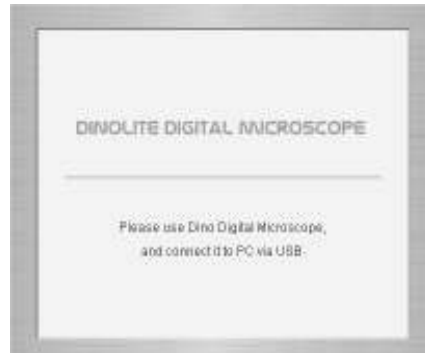 DINOLITE DIGITAL MICROSCOPE
Please use Dino Digital Microscope,
and connect it to PC via USB.